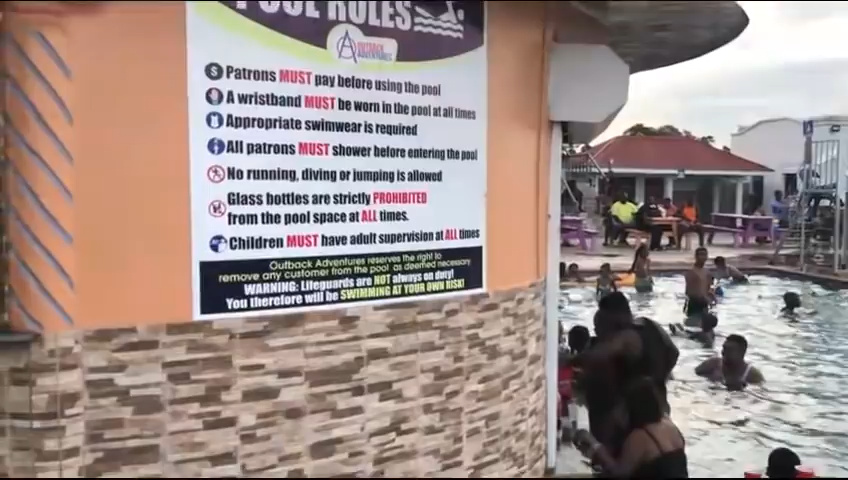 POOL RULES
OUTBACK
ADVENTURES
Patrons MUST pay before using the pool
A wristband MUST be worn in the pool at all times
Appropriate swimwear is required
All patrons MUST shower before entering the pool
No running, diving or jumping is allowed
Glass bottles are strictly PROHIBITED
from the pool space at ALL times.
Children MUST have adult supervision at ALL times
Outback Adventures reserves the right to
remove any customer from the pool as deemed necessary
WARNING: Lifeguards are NOT always on duty!
You therefore will be SWIMMING AT YOUR OWN RISK!